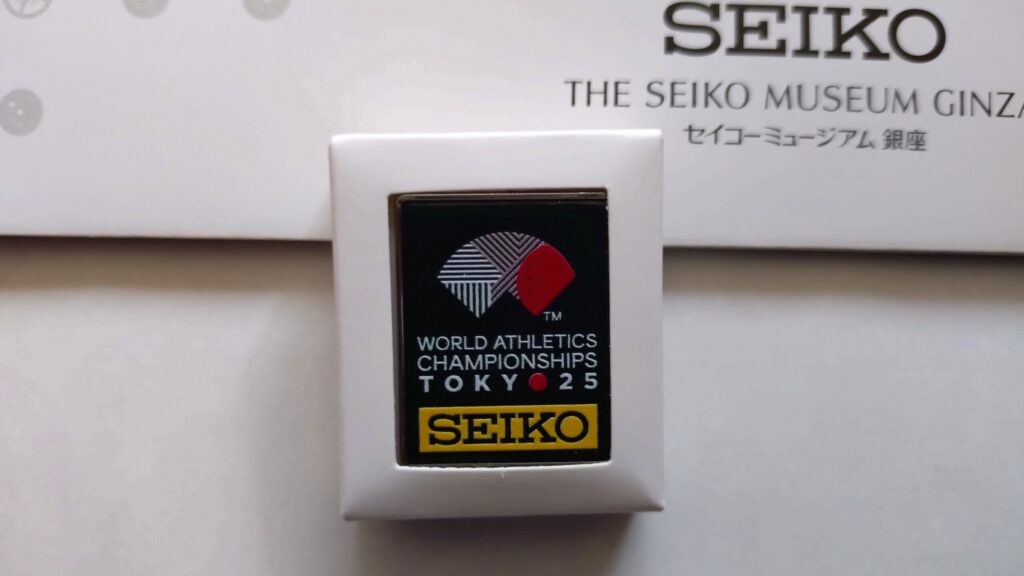 SEIKO
THE SEIKO MUSEUM GINZA
セイコーミュージアム 銀座
TM
WORLD ATHLETICS
CHAMPIONSHIPS
TOKY 25
SEIKO